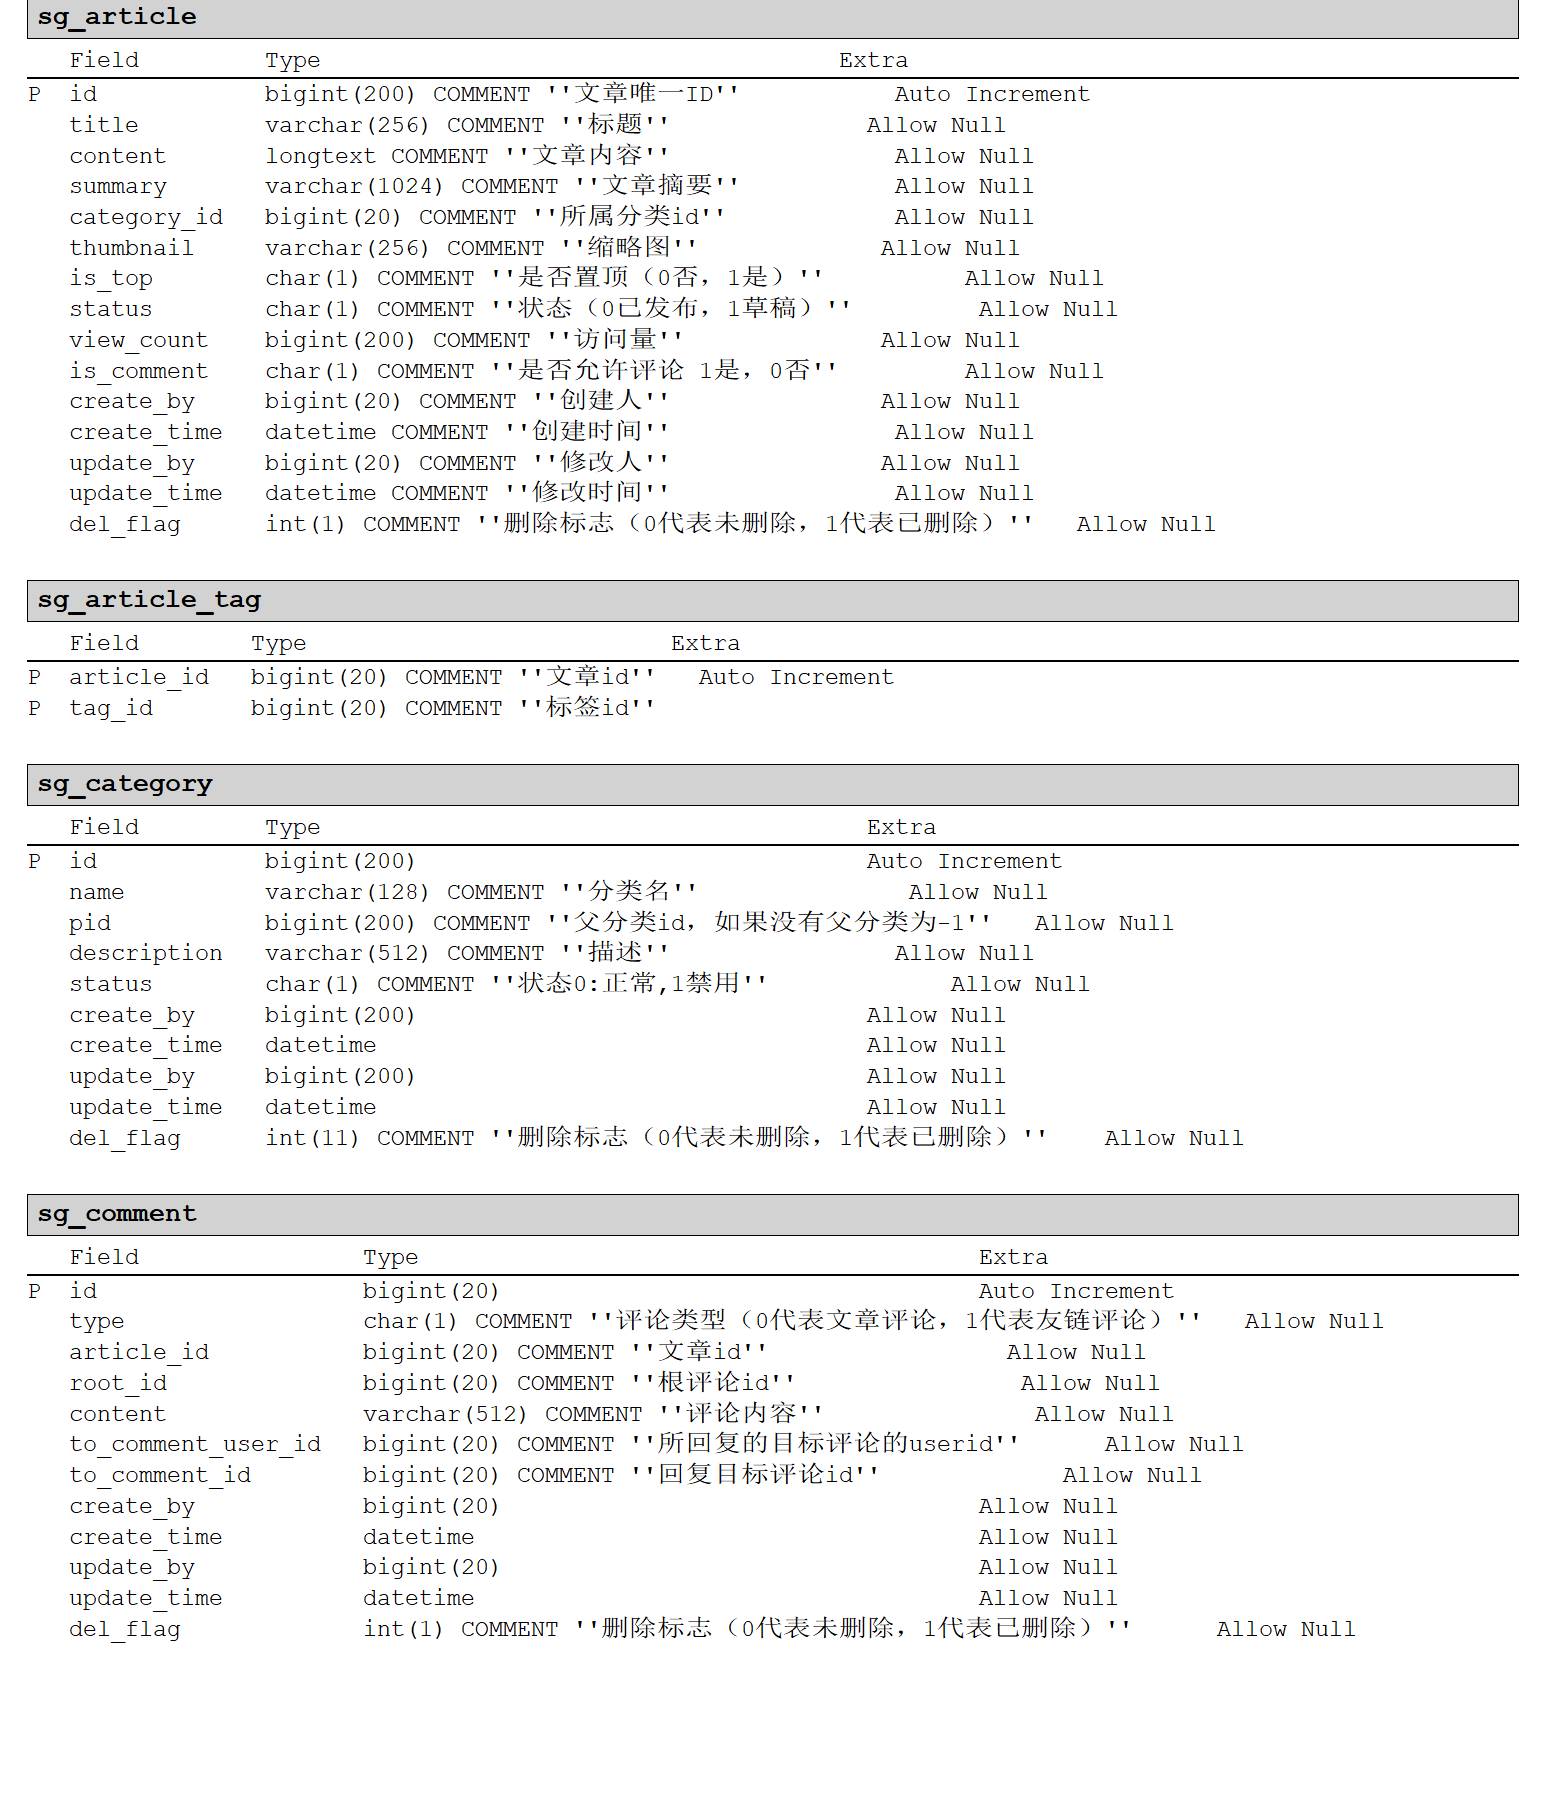 sg_article
Field Type Extra
P id bigint(200) COMMENT ''文章唯一ID'' Auto Increment
title varchar(256) COMMENT ''标题'' Allow Null
content longtext COMMENT ''文章内容'' Allow Null
summary varchar(1024) COMMENT ''文章摘要'' Allow Null
category_id bigint(20) COMMENT ''所属分类id'' Allow Null
thumbnail varchar(256) COMMENT ''缩略图'' Allow Null
is_top char(1) COMMENT ''是否置顶（0否，1是）'' Allow Null
status char(1) COMMENT ''状态（0已发布，1草稿）'' Allow Null
view_count bigint(200) COMMENT ''访问量'' Allow Null
is_comment char(1) COMMENT ''是否允许评论 1是，0否'' Allow Null
create_by bigint(20) COMMENT ''创建人'' Allow Null
create_time datetime COMMENT ''创建时间'' Allow Null
update_by bigint(20) COMMENT ''修改人'' Allow Null
update_time datetime COMMENT ''修改时间'' Allow Null
del_flag int(1) COMMENT ''删除标志（0代表未删除，1代表已删除）'' Allow Null
sg_article_tag
Field Type Extra
P article_id bigint(20) COMMENT ''文章id'' Auto Increment
P tag_id bigint(20) COMMENT ''标签id''
sg_category
Field Type Extra
P id bigint(200) Auto Increment
name varchar(128) COMMENT ''分类名'' Allow Null
pid bigint(200) COMMENT ''父分类id，如果没有父分类为-1'' Allow Null
description varchar(512) COMMENT ''描述'' Allow Null
status char(1) COMMENT ''状态0:正常,1禁用'' Allow Null
create_by bigint(200) Allow Null
create_time datetime Allow Null
update_by bigint(200) Allow Null
update_time datetime Allow Null
del_flag int(11) COMMENT ''删除标志（0代表未删除，1代表已删除）'' Allow Null
sg_comment
Field Type Extra
P id bigint(20) Auto Increment
type char(1) COMMENT ''评论类型（0代表文章评论，1代表友链评论）'' Allow Null
article_id bigint(20) COMMENT ''文章id'' Allow Null
root_id bigint(20) COMMENT ''根评论id'' Allow Null
content varchar(512) COMMENT ''评论内容'' Allow Null
to_comment_user_id bigint(20) COMMENT ''所回复的目标评论的userid'' Allow Null
to_comment_id bigint(20) COMMENT ''回复目标评论id'' Allow Null
create_by bigint(20) Allow Null
create_time datetime Allow Null
update_by bigint(20) Allow Null
update_time datetime Allow Null
del_flag int(1) COMMENT ''删除标志（0代表未删除，1代表已删除）'' Allow Null